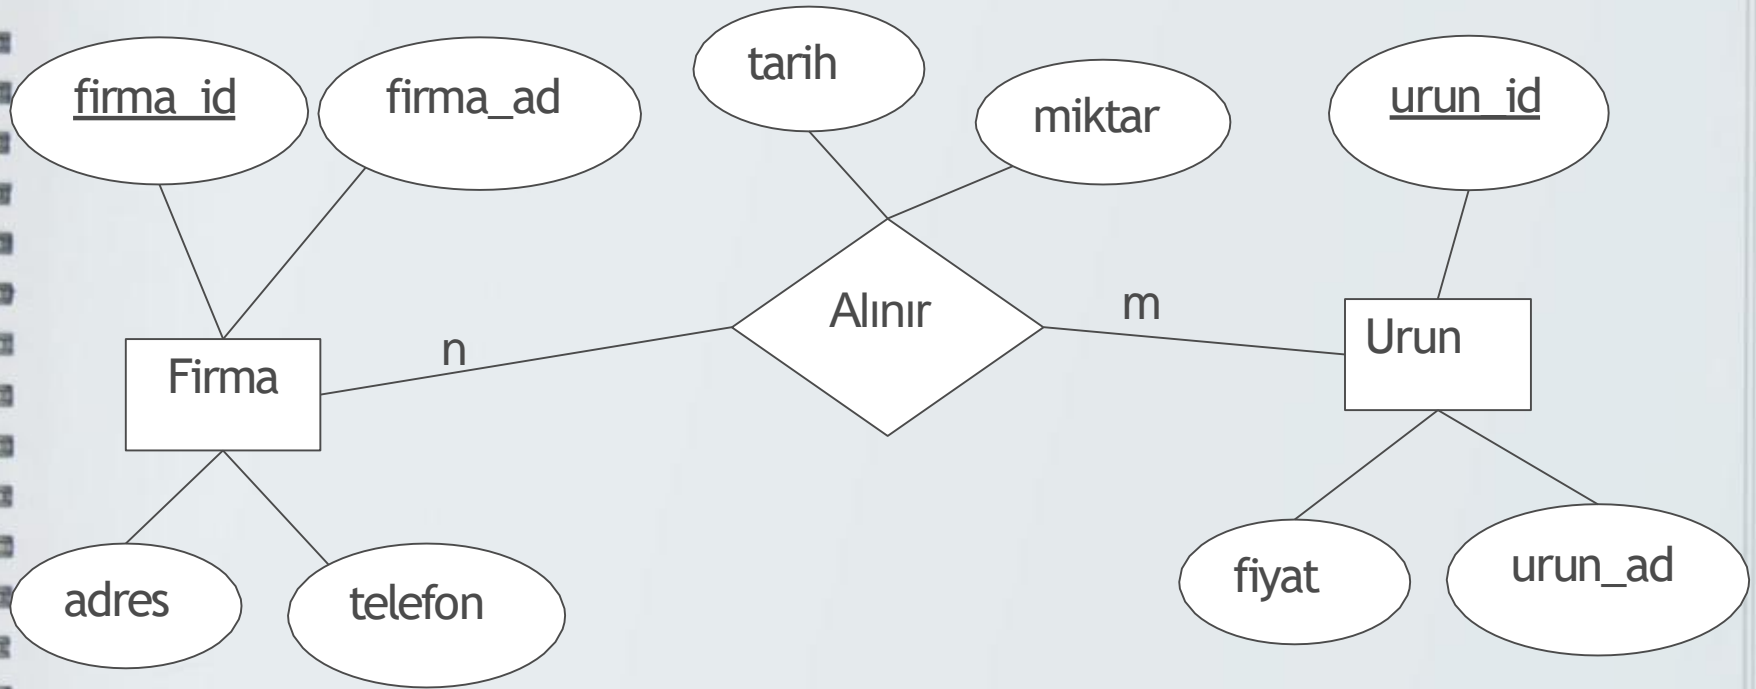 firma_id
firma_ad
tarih
miktar
urun_id
Alınır
n
m
Firma
Urun
adres
telefon
fiyat
urun_ad